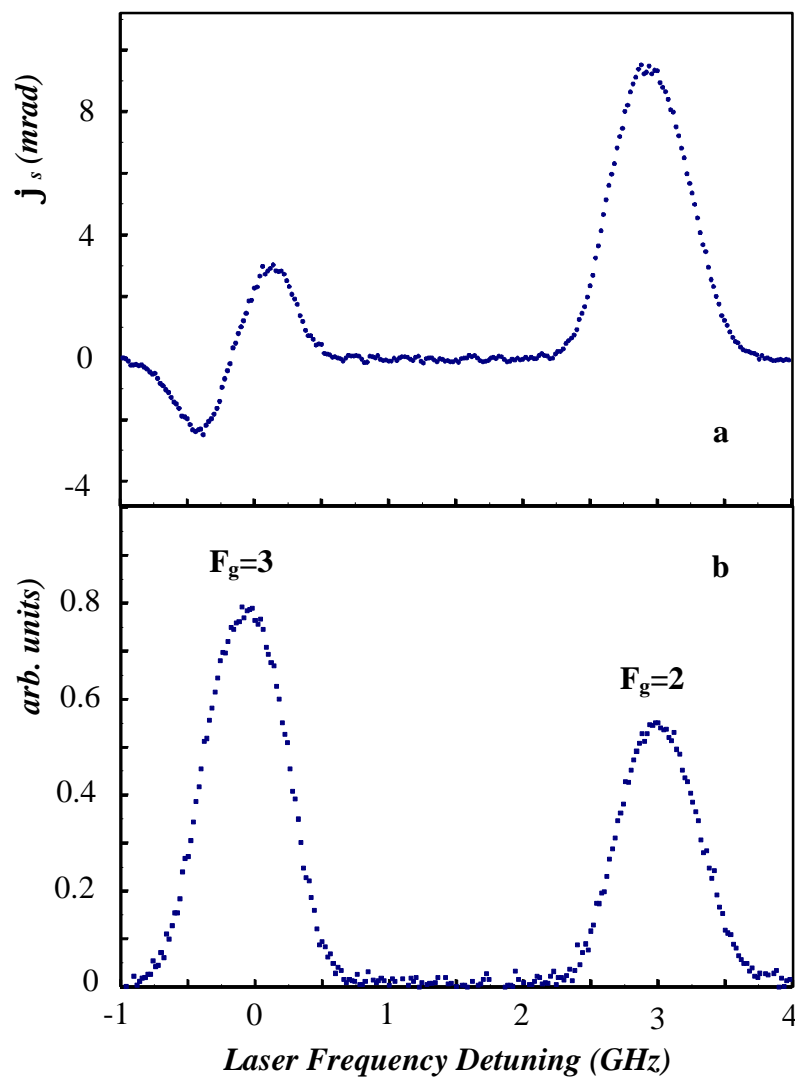 j s (mrad)
8
4
0
-4
a
F g=3
b
F g=2
arb. units)
0.8
0.6
0.4
0.2
0
-1 0 1 2 3 4
Laser Frequency Detuning (GHz)